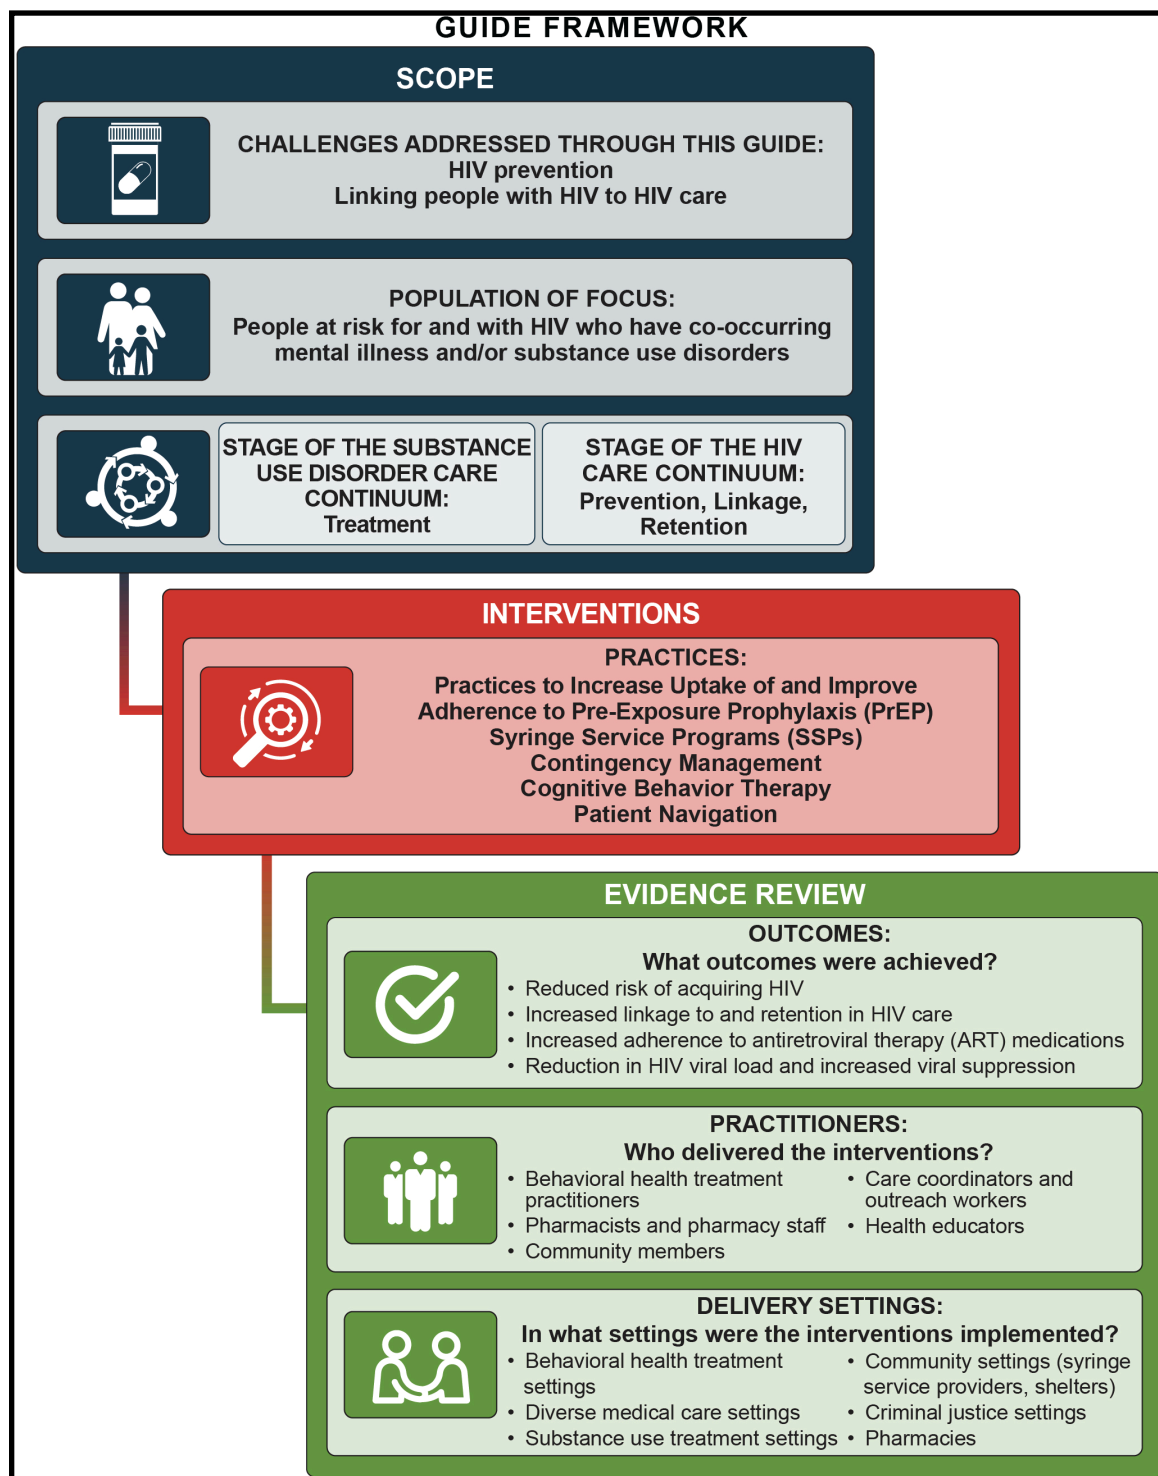 GUIDE FRAMEWORK
SCOPE
CHALLENGES ADDRESSED THROUGH THIS GUIDE:
HIV prevention
Linking people with HIV to HIV care
POPULATION OF FOCUS:
People at risk for and with HIV who have co-occurring
mental illness and/or substance use disorders
STAGE OF THE SUBSTANCE
USE DISORDER CARE
CONTINUUM:
Treatment
STAGE OF THE HIV
CARE CONTINUUM:
Prevention, Linkage,
Retention
INTERVENTIONS
PRACTICES:
Practices to Increase Uptake of and Improve
Adherence to Pre-Exposure Prophylaxis (PrEP)
Syringe Service Programs (SSPs)
Contingency Management
Cognitive Behavior Therapy
Patient Navigation
EVIDENCE REVIEW
OUTCOMES:
What outcomes were achieved?
• Reduced risk of acquiring HIV
• Increased linkage to and retention in HIV care
• Increased adherence to antiretroviral therapy (ART) medications
• Reduction in HIV viral load and increased viral suppression
PRACTITIONERS:
Who delivered the interventions?
• Behavioral health treatment
practitioners
• Pharmacists and pharmacy staff
• Community members
• Care coordinators and
outreach workers
• Health educators
DELIVERY SETTINGS:
In what settings were the interventions implemented?
• Behavioral health treatment
settings
• Diverse medical care settings
• Substance use treatment settings
• Community settings (syringe
service providers, shelters)
• Criminal justice settings
• Pharmacies